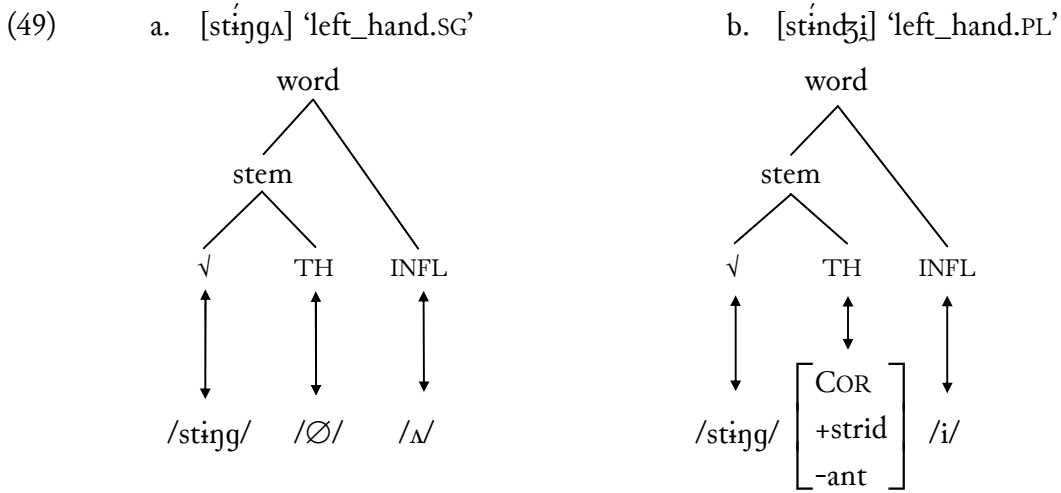 (49) a. [stɨ́ŋgʌ] ‘left_hand.SG’ b. [stɨ́nʤi̯] ‘left_hand.PL’
word word
stem stem
√ TH INFL √ TH INFL
COR
/stɨŋg/ /∅/ /ʌ/ /stɨŋg/ +strid /i/
-ant